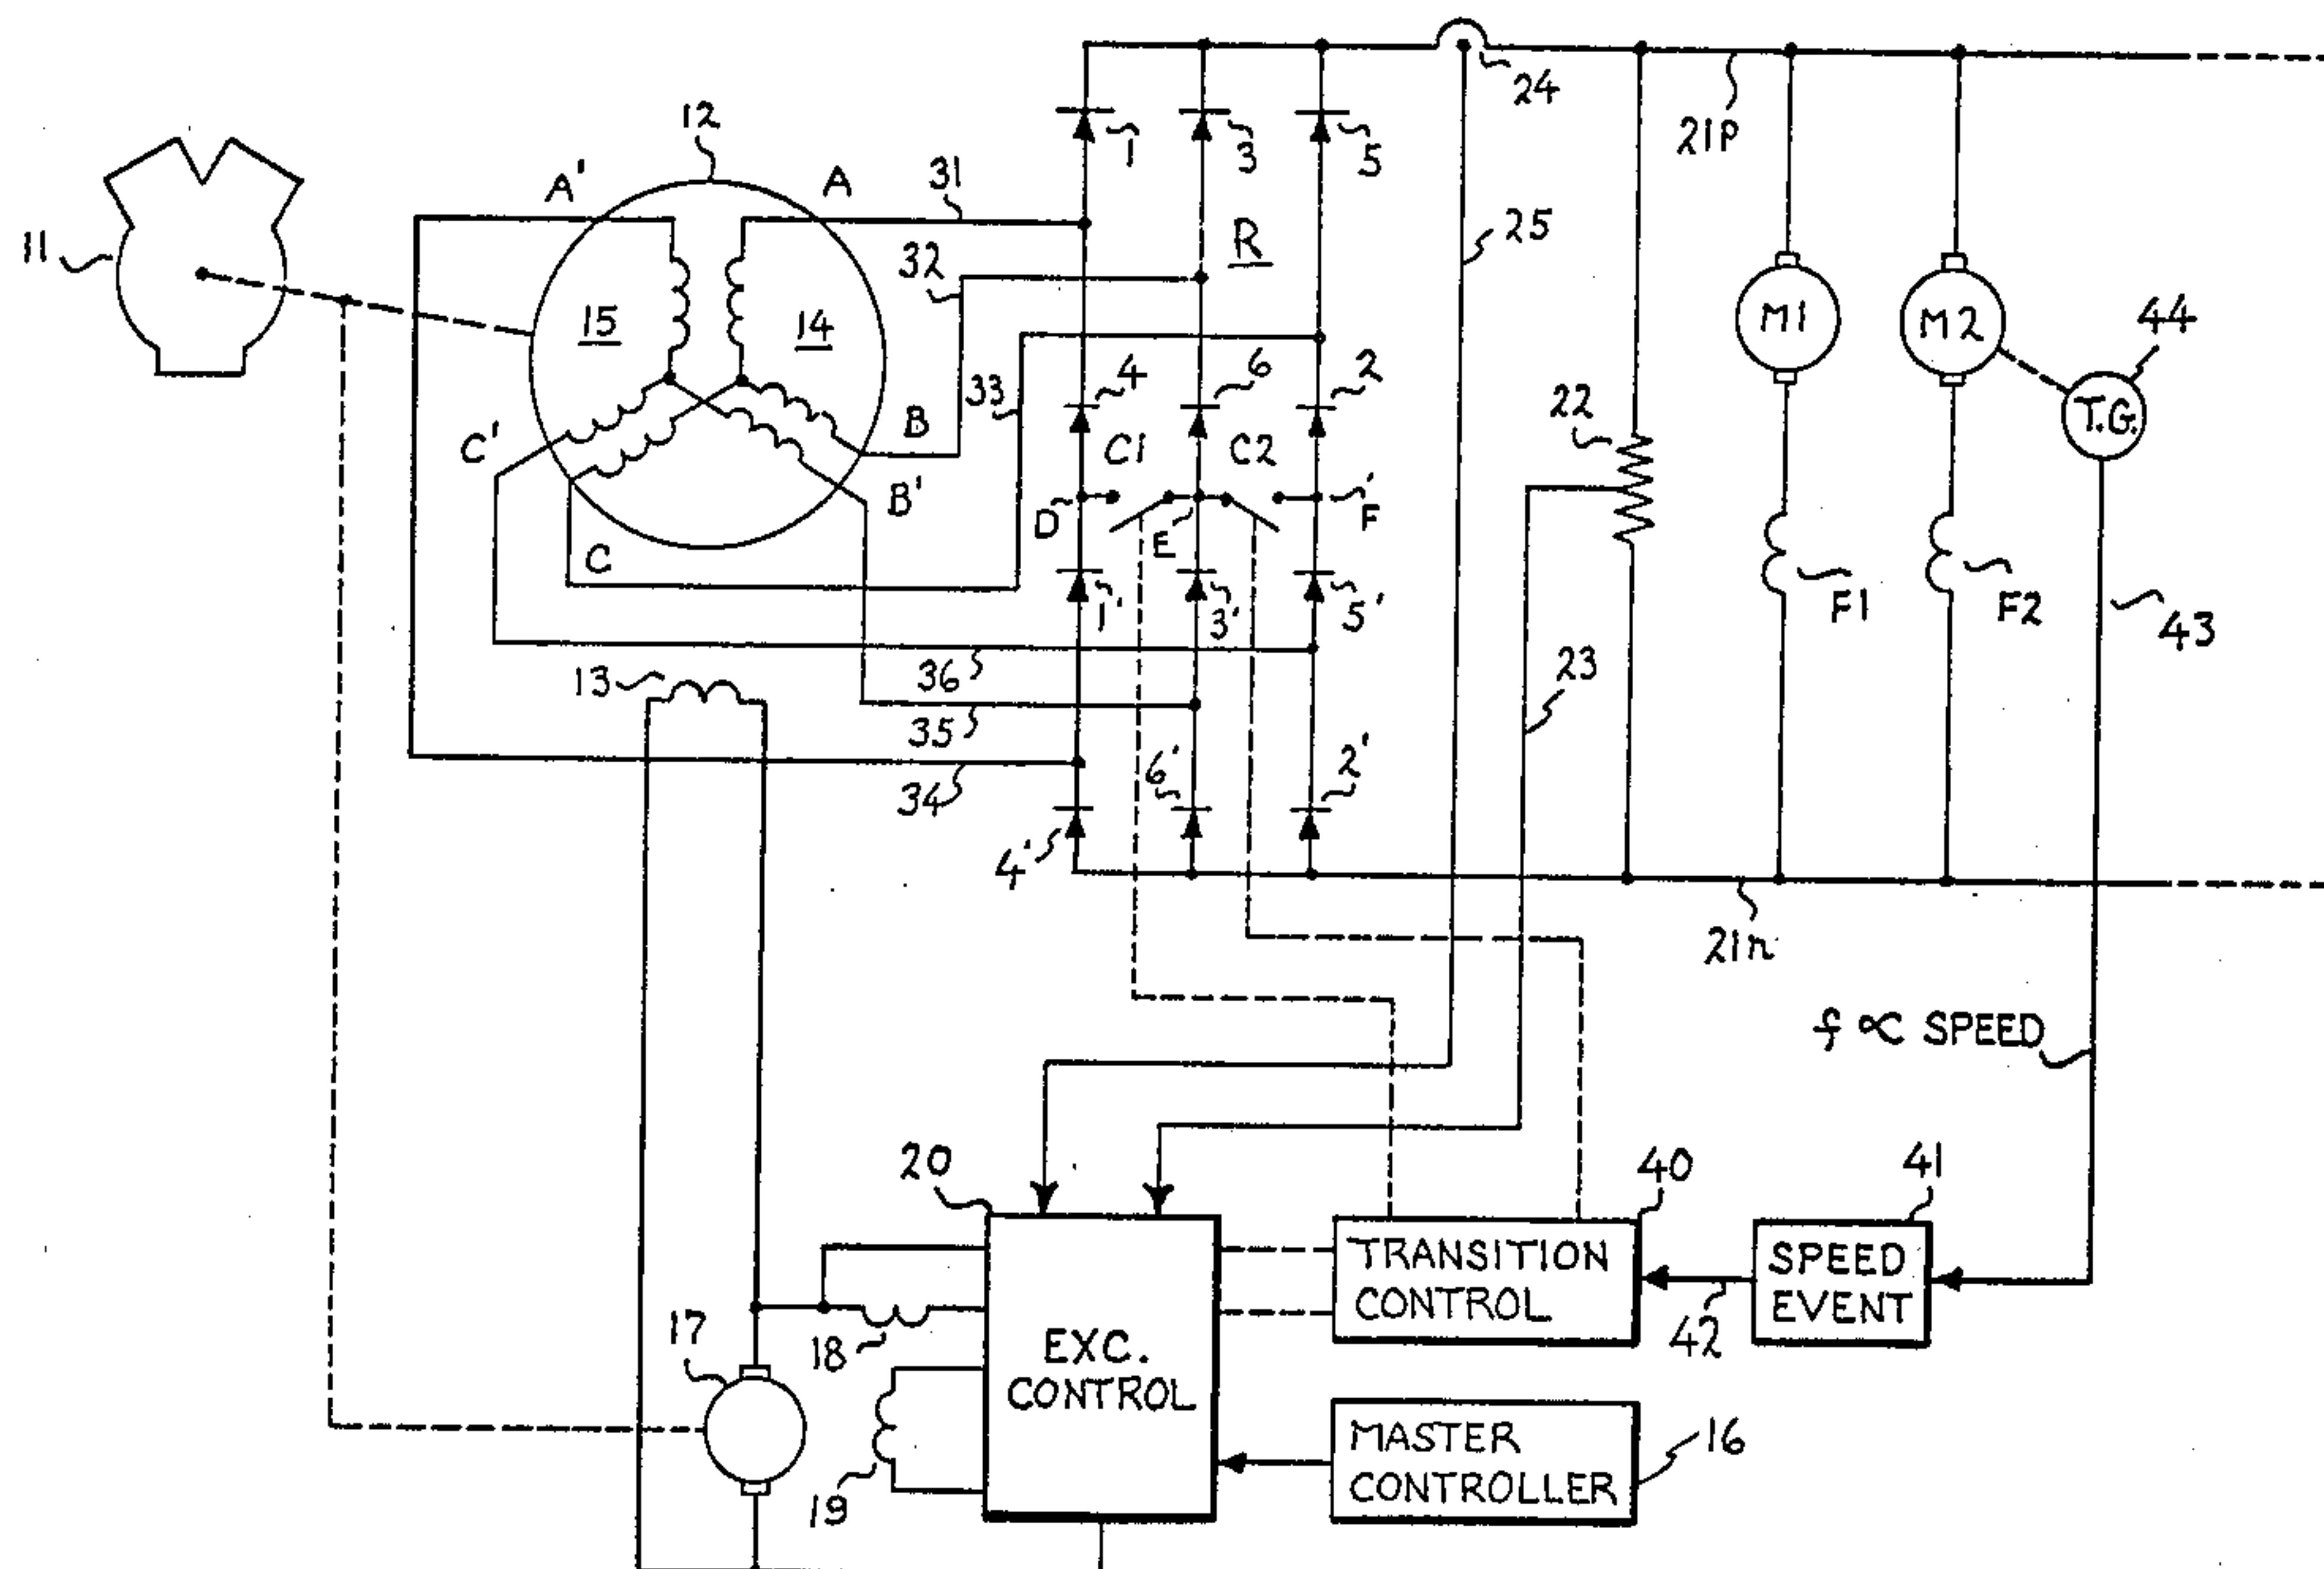 24
21P
12
1
3
5
A'
A
31
11
25
R
32
15
14
M1
M2
44
4
6
2
33
22
T.G.
C'
B
C1
C2
B'
D
E
F
C
1'
3'
5'
F1
F2
43
13
36
23
35
6'
2'
34
4'
21n
f ∝ SPEED
20
40
41
TRANSITION
CONTROL
SPEED
EVENT
17
18
42
EXC.
CONTROL
MASTER
CONTROLLER
16
19